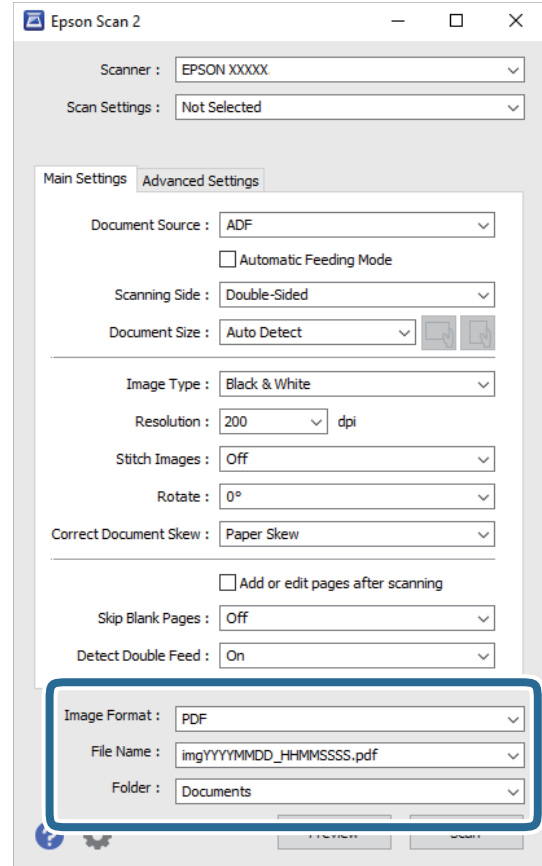 Epson Scan 2
Scanner : EPSON XXXXX
Scan Settings : Not Selected
Main Settings Advanced Settings
Document Source : ADF
Automatic Feeding Mode
Scanning Side : Double-Sided
Document Size : Auto Detect
Image Type : Black & White
Resolution : 200 dpi
Stitch Images : Off
Rotate : 0°
Correct Document Skew : Paper Skew
Add or edit pages after scanning
Skip Blank Pages : Off
Detect Double Feed : On
Image Format : PDF
File Name : imgYYYYMMDD_HHMMSSSS.pdf
Folder : Documents
? Preview Scan